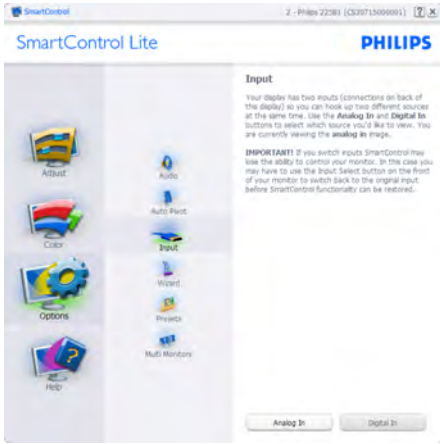 SmartControl
2 - Philips 225B1 (CS30715000001)
? X
SmartControl Lite
PHILIPS
Adjust
Color
Options
Help
Audio
Auto Pivot
Input
Wizard
Presets
Multi Monitors
Input
Your display has two inputs (connections on back of
the display) so you can hook up two different sources
at the same time. Use the Analog In and Digital In
buttons to select which source you'd like to view. You
are currently viewing the analog in image.
IMPORTANT! If you switch inputs SmartControl may
lose the ability to control your monitor. In this case you
may have to use the Input Select button on the front
of your monitor to switch back to the original input
before SmartControl functionality can be restored.
Analog In
Digital In